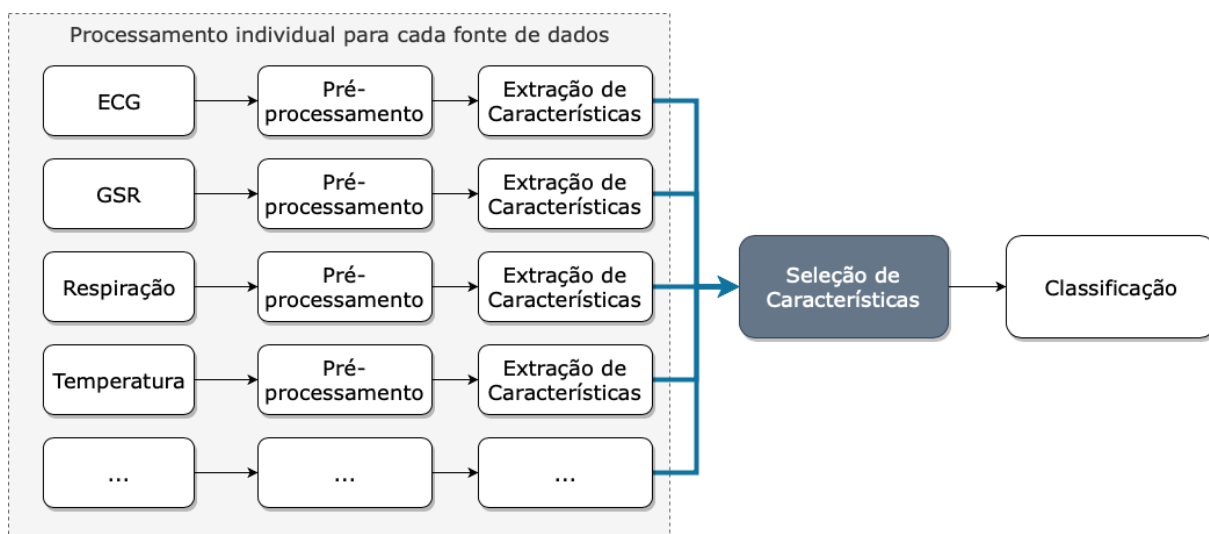 Processamento individual para cada fonte de dados
ECG
Pré-
processamento
Extração de
Características
GSR
Pré-
processamento
Extração de
Características
Respiração
Pré-
processamento
Extração de
Características
Seleção de
Características
Classificação
Temperatura
Pré-
processamento
Extração de
Características
...
...
...